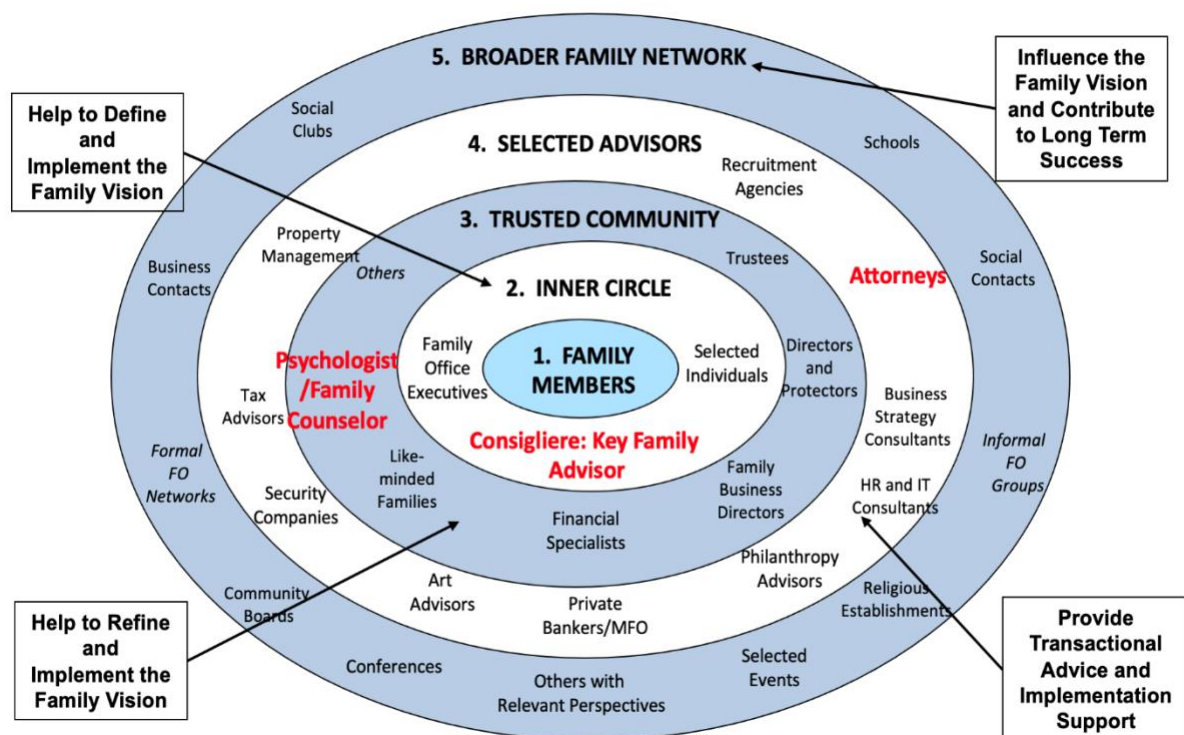 5. BROADER FAMILY NETWORK
Influence the
Family Vision
and Contribute
to Long Term
Success
Help to Define
and
Implement the
Family Vision
Social
Clubs
Schools
4. SELECTED ADVISORS
Recruitment
Agencies
3. TRUSTED COMMUNITY
Property
Management
Others
Trustees
Business
Contacts
Attorneys
Social
Contacts
2. INNER CIRCLE
Family
Office
Executives
1. FAMILY
MEMBERS
Selected
Individuals
Directors
and
Protectors
Psychologist
/Family
Counselor
Tax
Advisors
Business
Strategy
Consultants
Consigliere: Key Family
Advisor
Formal
FO
Networks
Like-
minded
Families
Family
Business
Directors
Informal
FO
Groups
Security
Companies
HR and IT
Consultants
Financial
Specialists
Philanthropy
Advisors
Art
Advisors
Private
Bankers/MFO
Community
Boards
Religious
Establishments
Help to Refine
and
Implement the
Family Vision
Conferences
Others with
Relevant Perspectives
Selected
Events
Provide
Transactional
Advice and
Implementation
Support